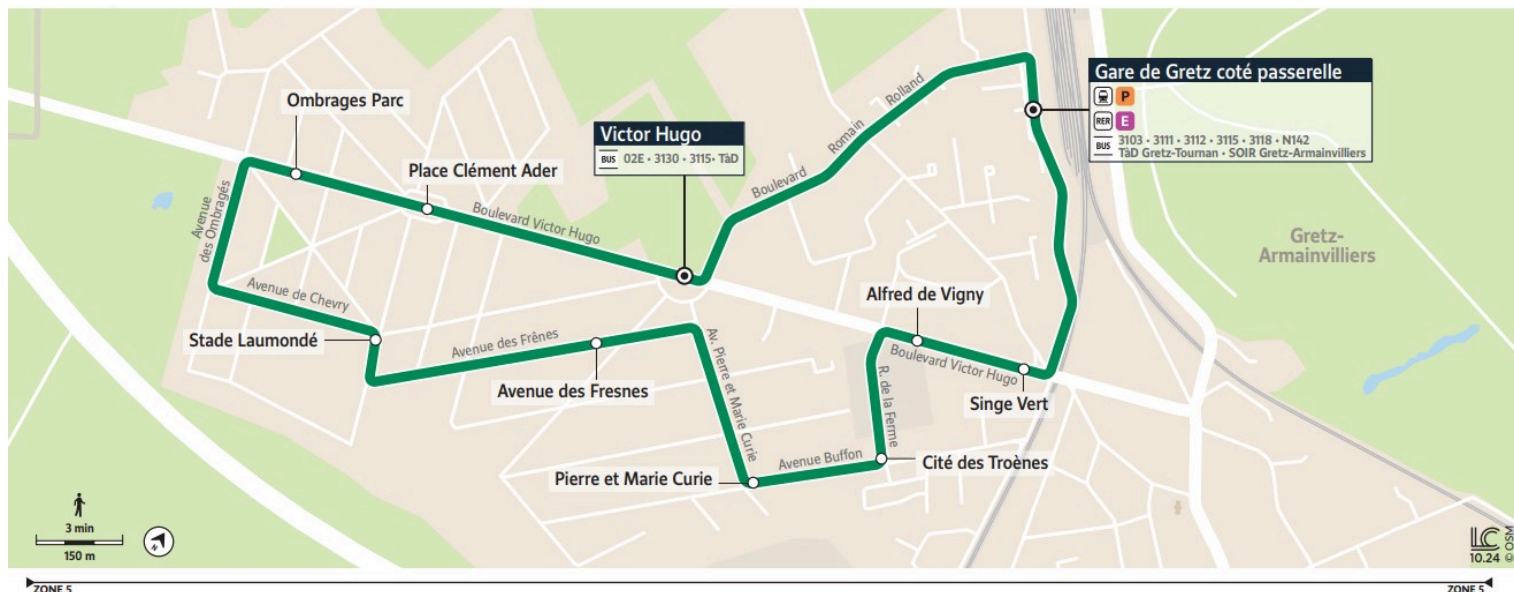 Gare de Gretz coté passerelle
P
RER E
BUS 3103 • 3111 • 3112 • 3115 • 3118 • N142
TàD Gretz-Tournan • SOIR Gretz-Armainvilliers
Ombrages Parc
Victor Hugo
BUS 02E • 3130 • 3115• TàD
Place Clément Ader
Boulevard Romain Rolland
Avenue
des Ombragés
Boulevard Victor Hugo
Gretz-
Armainvilliers
Avenue de Chevry
Alfred de Vigny
Stade Laumondé
Avenue des Frênes
Av. Pierre et Marie Curie
Boulevard Victor Hugo
R. de la Ferme
Avenue des Fresnes
Singe Vert
Avenue Buffon
Cité des Troènes
Pierre et Marie Curie
3 min
150 m
N
LC
10.24 © OSM
ZONE 5
ZONE 5